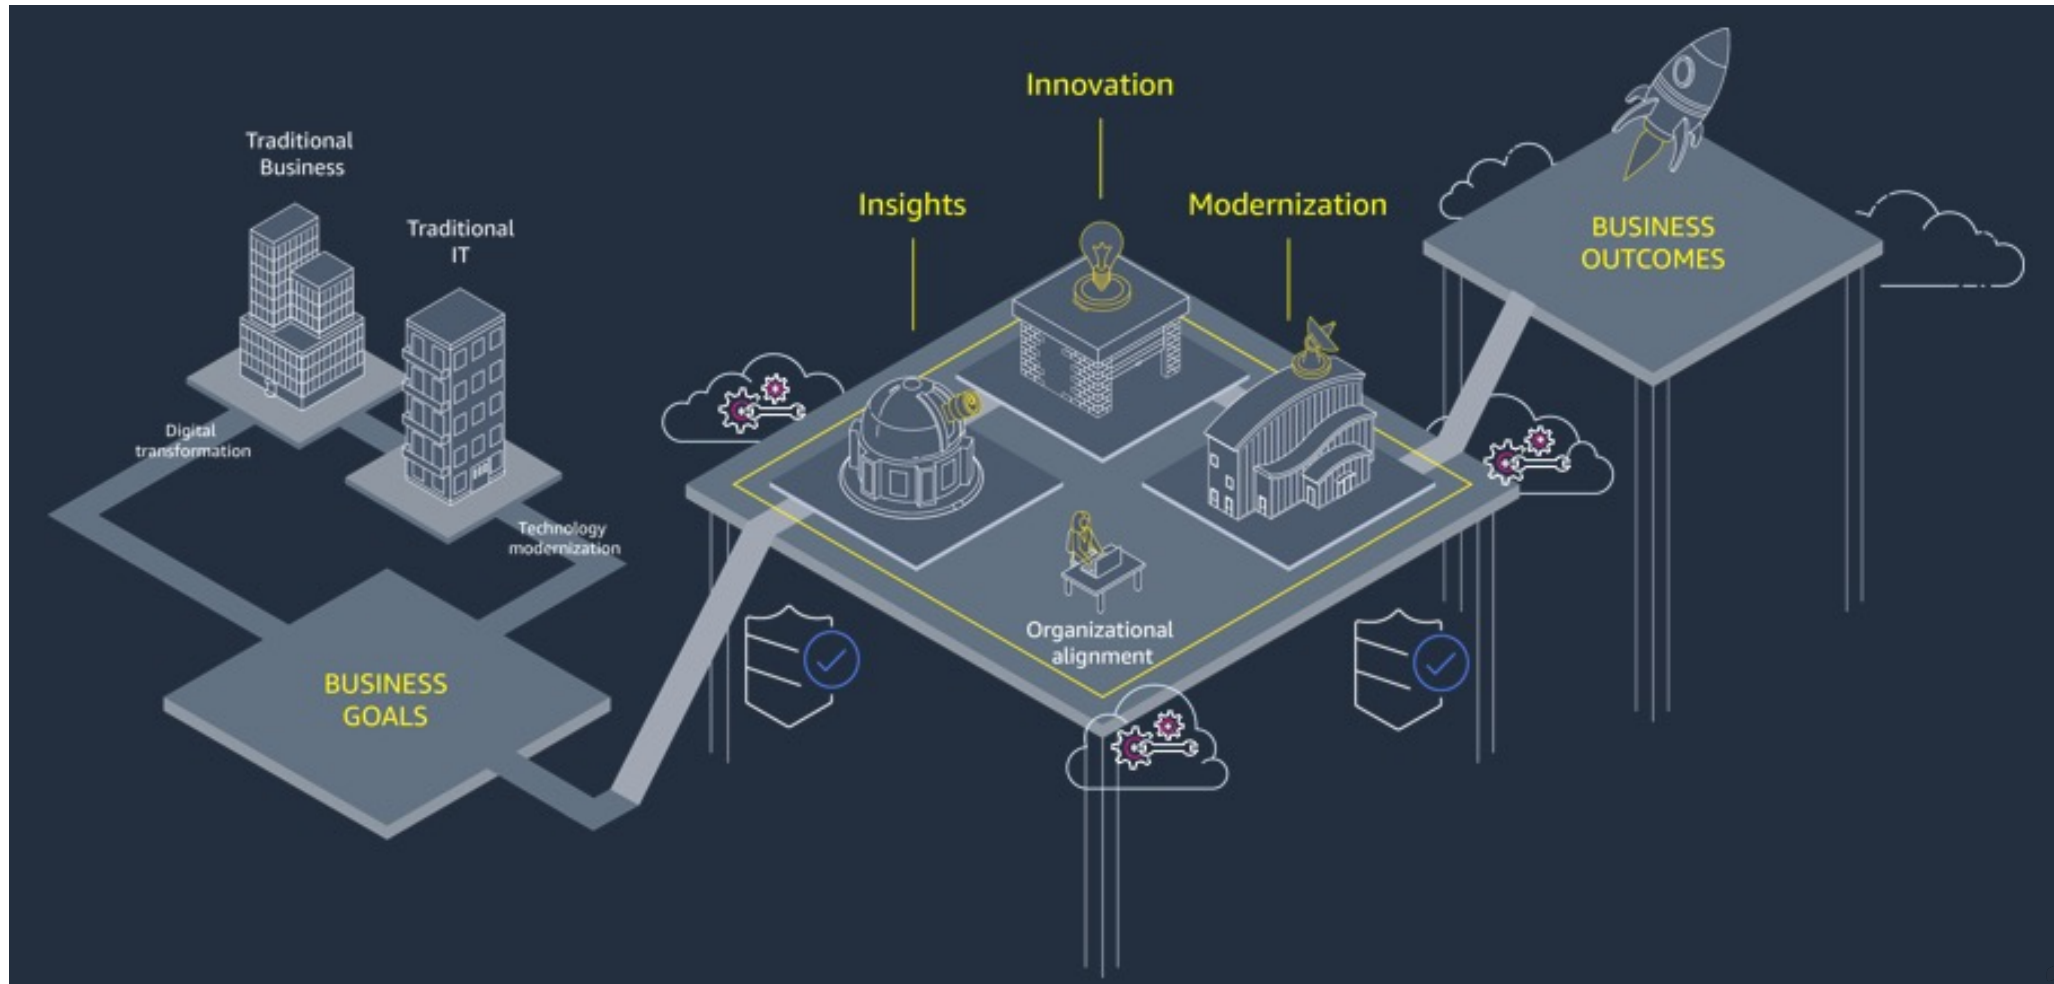 Innovation
Traditional
Business
Insights
Modernization
Traditional
IT
BUSINESS
OUTCOMES
Digital
transformation
Technology
modernization
Organizational
alignment
BUSINESS
GOALS